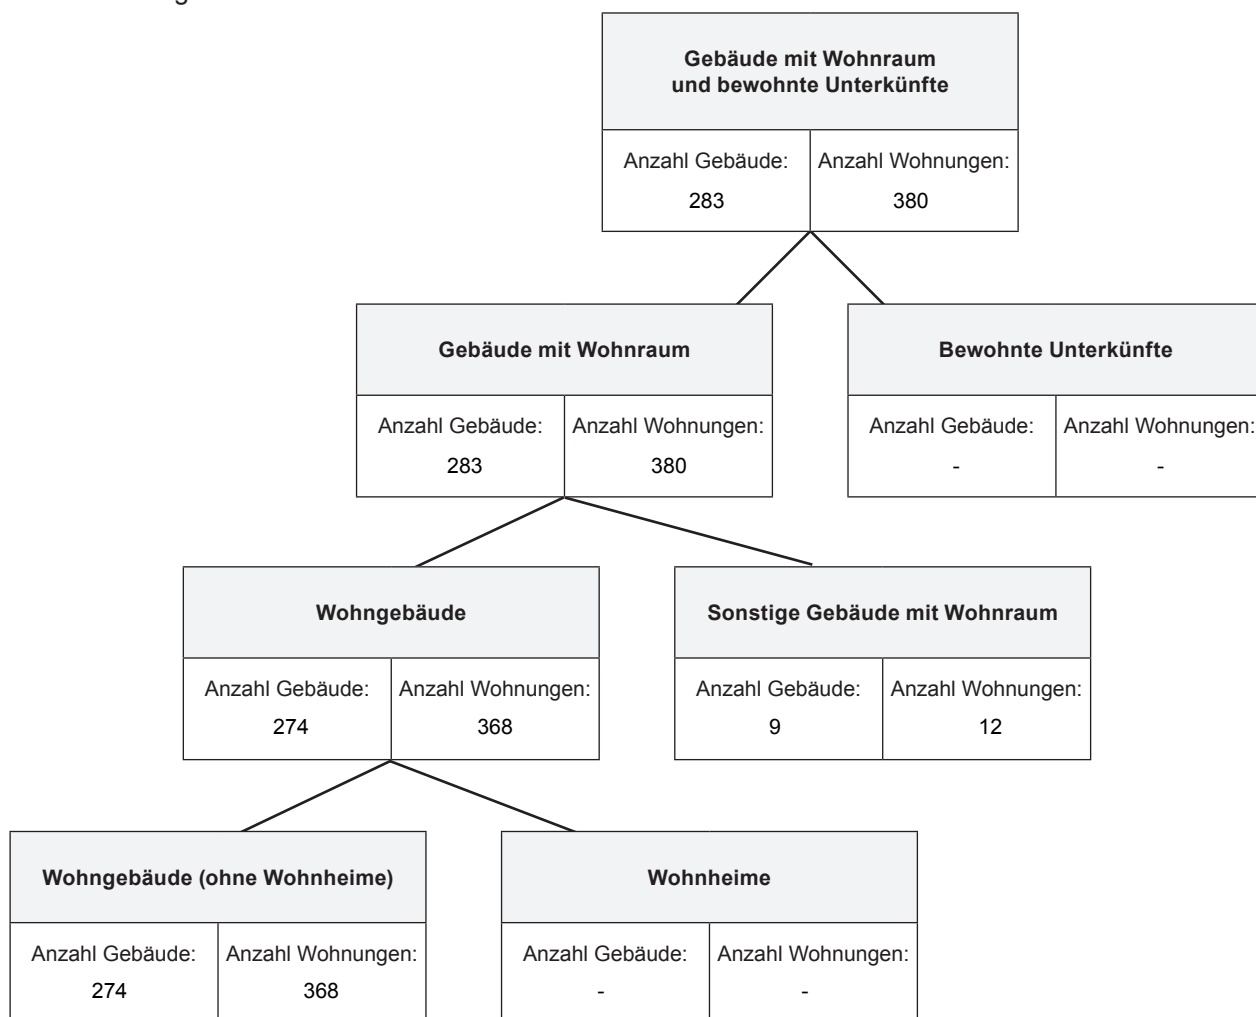 Gebäude mit Wohnraum
und bewohnte Unterkünfte
Anzahl Gebäude:
283
Anzahl Wohnungen:
380
Gebäude mit Wohnraum
Anzahl Gebäude:
283
Anzahl Wohnungen:
380
Bewohnte Unterkünfte
Anzahl Gebäude:
-
Anzahl Wohnungen:
-
Wohngebäude
Anzahl Gebäude:
274
Anzahl Wohnungen:
368
Sonstige Gebäude mit Wohnraum
Anzahl Gebäude:
9
Anzahl Wohnungen:
12
Wohngebäude (ohne Wohnheime)
Anzahl Gebäude:
274
Anzahl Wohnungen:
368
Wohnheime
Anzahl Gebäude:
-
Anzahl Wohnungen:
-